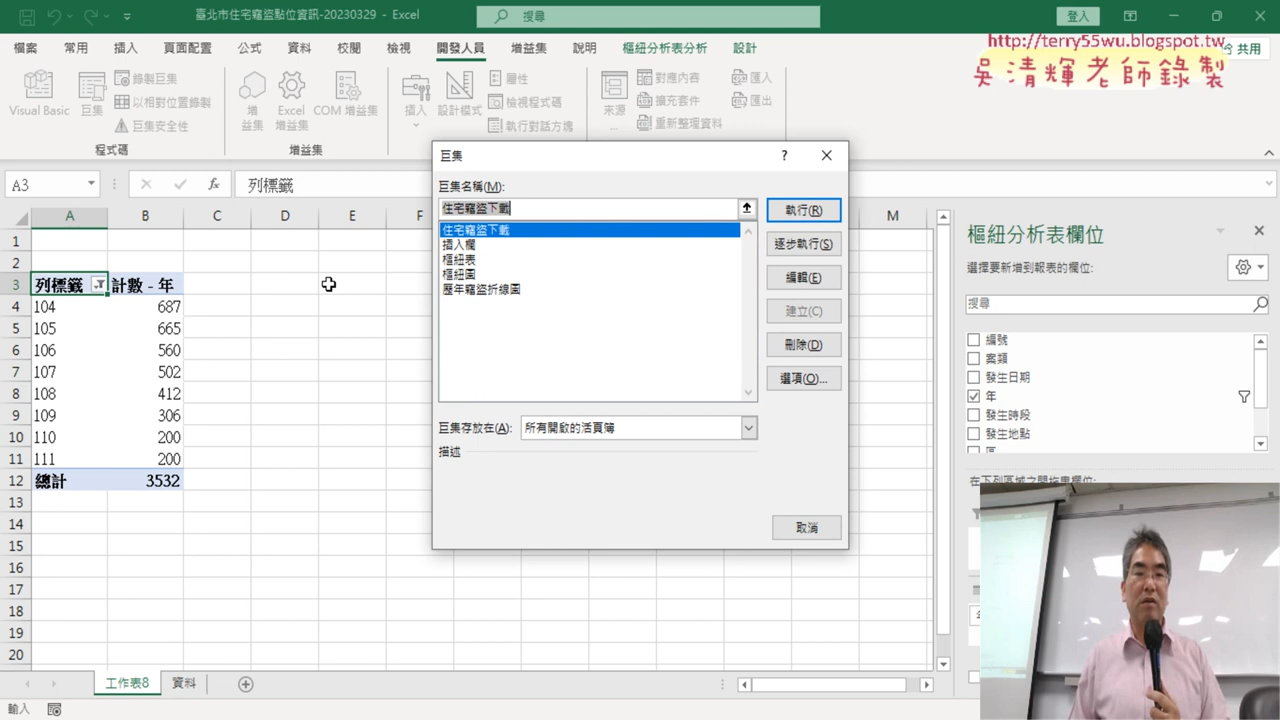 臺北市住宅竊盜點位資訊-20230329 - Excel
搜尋
登入
檔案 常用 插入 頁面配置 公式 資料 校閱 檢視 開發人員 增益集 說明 樞紐分析表分析 設計
共用
http://terry55wu.blogspot.tw
吳清輝老師錄製
Visual Basic
巨集
錄製巨集
以相對位置錄製
巨集安全性
程式碼
增益集
Excel 增益集
COM 增益集
增益集
插入
設計模式
屬性
檢視程式碼
執行對話方塊
來源
對應內容
擴充套件
重新整理資料
匯入
匯出
A3
fx
列標籤
A B C D E F M
1
2
3 列標籤 計數 - 年
4 104 687
5 105 665
6 106 560
7 107 502
8 108 412
9 109 306
10 110 200
11 111 200
12 總計 3532
13
14
15
16
17
18
19
20
巨集
?
巨集名稱(M):
住宅竊盜下載
住宅竊盜下載
插入欄
樞紐表
樞紐圖
歷年竊盜折線圖
執行(R)
逐步執行(S)
編輯(E)
建立(C)
刪除(D)
選項(O)...
巨集存放在(A):
所有開啟的活頁簿
描述
取消
樞紐分析表欄位
選擇要新增到報表的欄位:
搜尋
編號
案類
發生日期
年
發生時段
發生地點
在下列區域之間拖曳欄位:
工作表8 資料
輸入